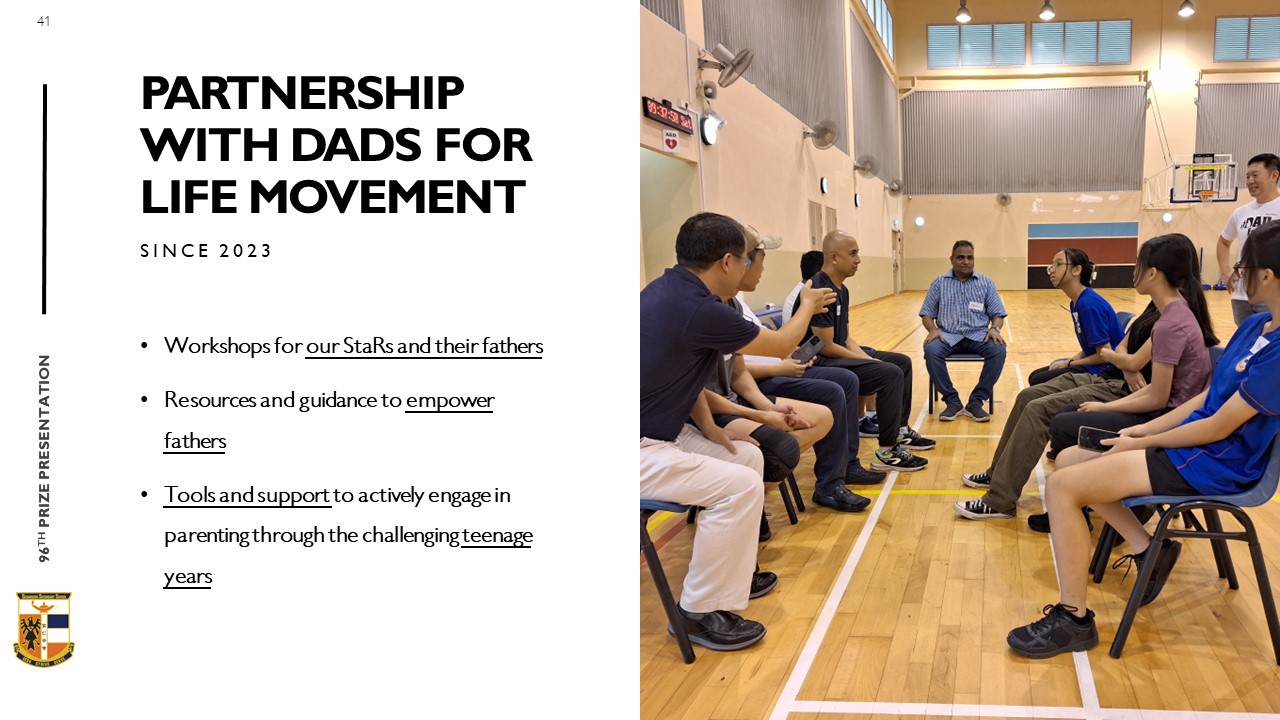 41
PARTNERSHIP
WITH DADS FOR
LIFE MOVEMENT
SINCE 2023
• Workshops for our StaRs and their fathers
• Resources and guidance to empower
fathers
• Tools and support to actively engage in
parenting through the challenging teenage
years
96TH PRIZE PRESENTATION
AED